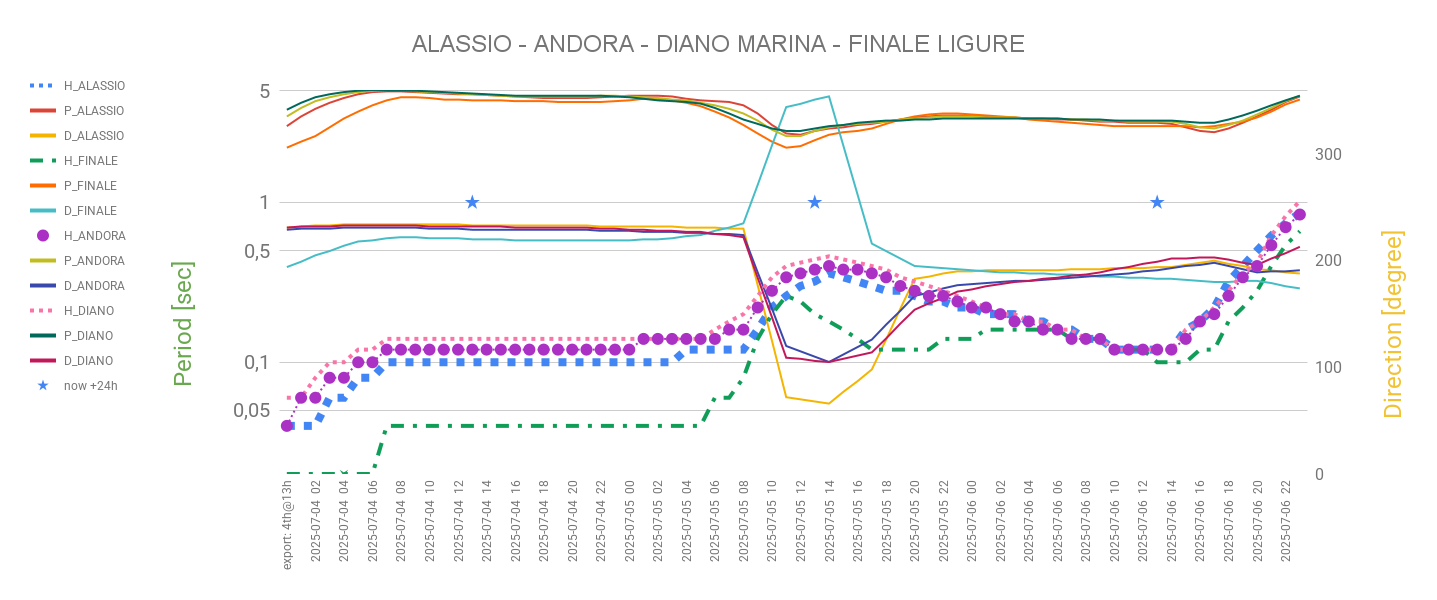 ALASSIO - ANDORA - DIANO MARINA - FINALE LIGURE
H_ALASSIO
P_ALASSIO
D_ALASSIO
H_FINALE
P_FINALE
D_FINALE
H_ANDORA
P_ANDORA
D_ANDORA
H_DIANO
P_DIANO
D_DIANO
now +24h
Period [sec]
5
1
0,5
0,1
0,05
300
200
100
0
Direction [degree]
export: 4th@13h
2025-07-04 02
2025-07-04 04
2025-07-04 06
2025-07-04 08
2025-07-04 10
2025-07-04 12
2025-07-04 14
2025-07-04 16
2025-07-04 18
2025-07-04 20
2025-07-04 22
2025-07-05 00
2025-07-05 02
2025-07-05 04
2025-07-05 06
2025-07-05 08
2025-07-05 10
2025-07-05 12
2025-07-05 14
2025-07-05 16
2025-07-05 18
2025-07-05 20
2025-07-05 22
2025-07-06 00
2025-07-06 02
2025-07-06 04
2025-07-06 06
2025-07-06 08
2025-07-06 10
2025-07-06 12
2025-07-06 14
2025-07-06 16
2025-07-06 18
2025-07-06 20
2025-07-06 22